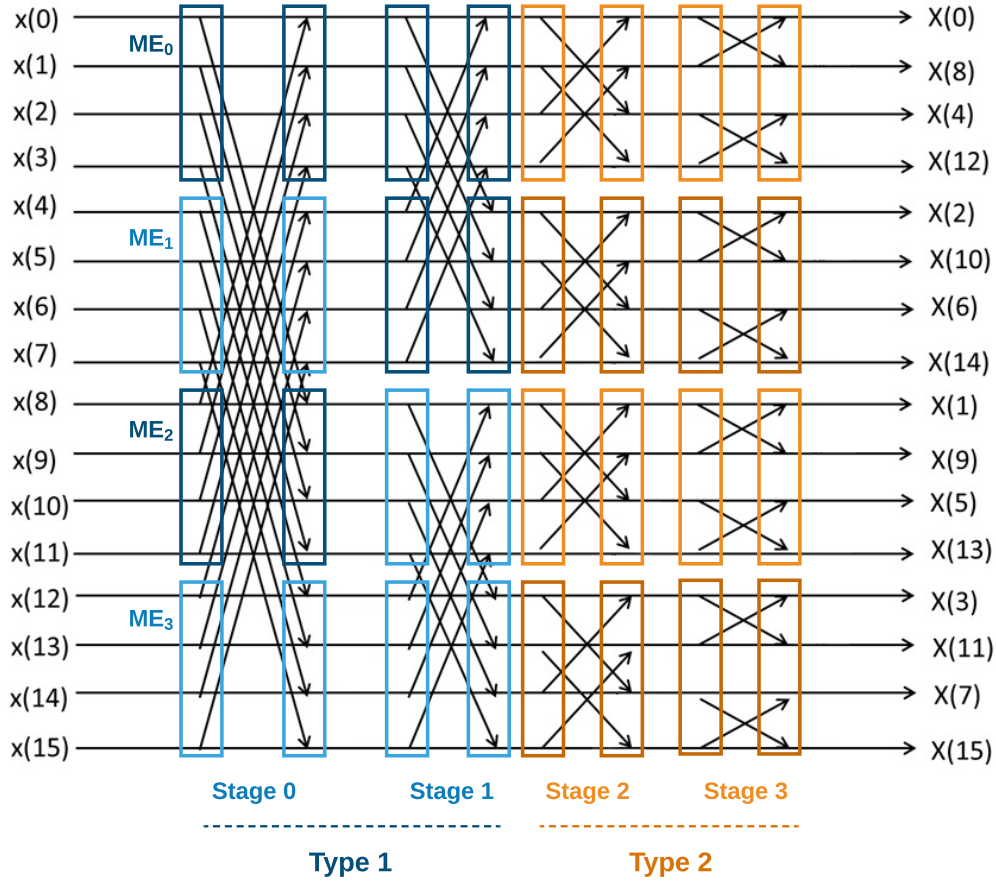 x(0) X(0)
ME0
x(1) X(8)
x(2) X(4)
x(3) X(12)
x(4) X(2)
ME1
x(5) X(10)
x(6) X(6)
x(7) X(14)
x(8) X(1)
ME2
x(9) X(9)
x(10) X(5)
x(11) X(13)
x(12) X(3)
ME3
x(13) X(11)
x(14) X(7)
x(15) X(15)
Stage 0 Stage 1 Stage 2 Stage 3
Type 1 Type 2